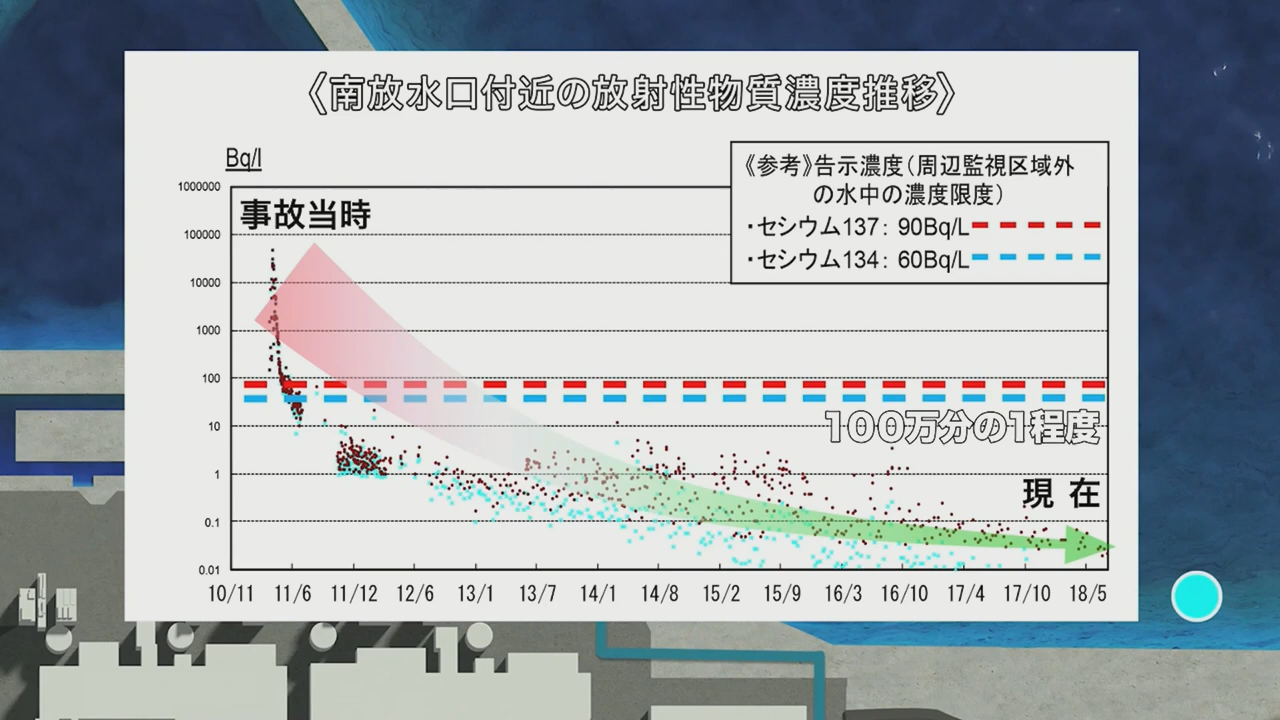 〈南放水口付近の放射性物質濃度推移〉
Bq/l
《参考》告示濃度（周辺監視区域外
の水中の濃度限度）
・セシウム137：90Bq/L
・セシウム134：60Bq/L
1000000
事故当時
100000
10000
1000
100
100万分の1程度
10
1
現在
0.1
0.01
10/11 11/6 11/12 12/6 13/1 13/7 14/1 14/8 15/2 15/9 16/3 16/10 17/4 17/10 18/5